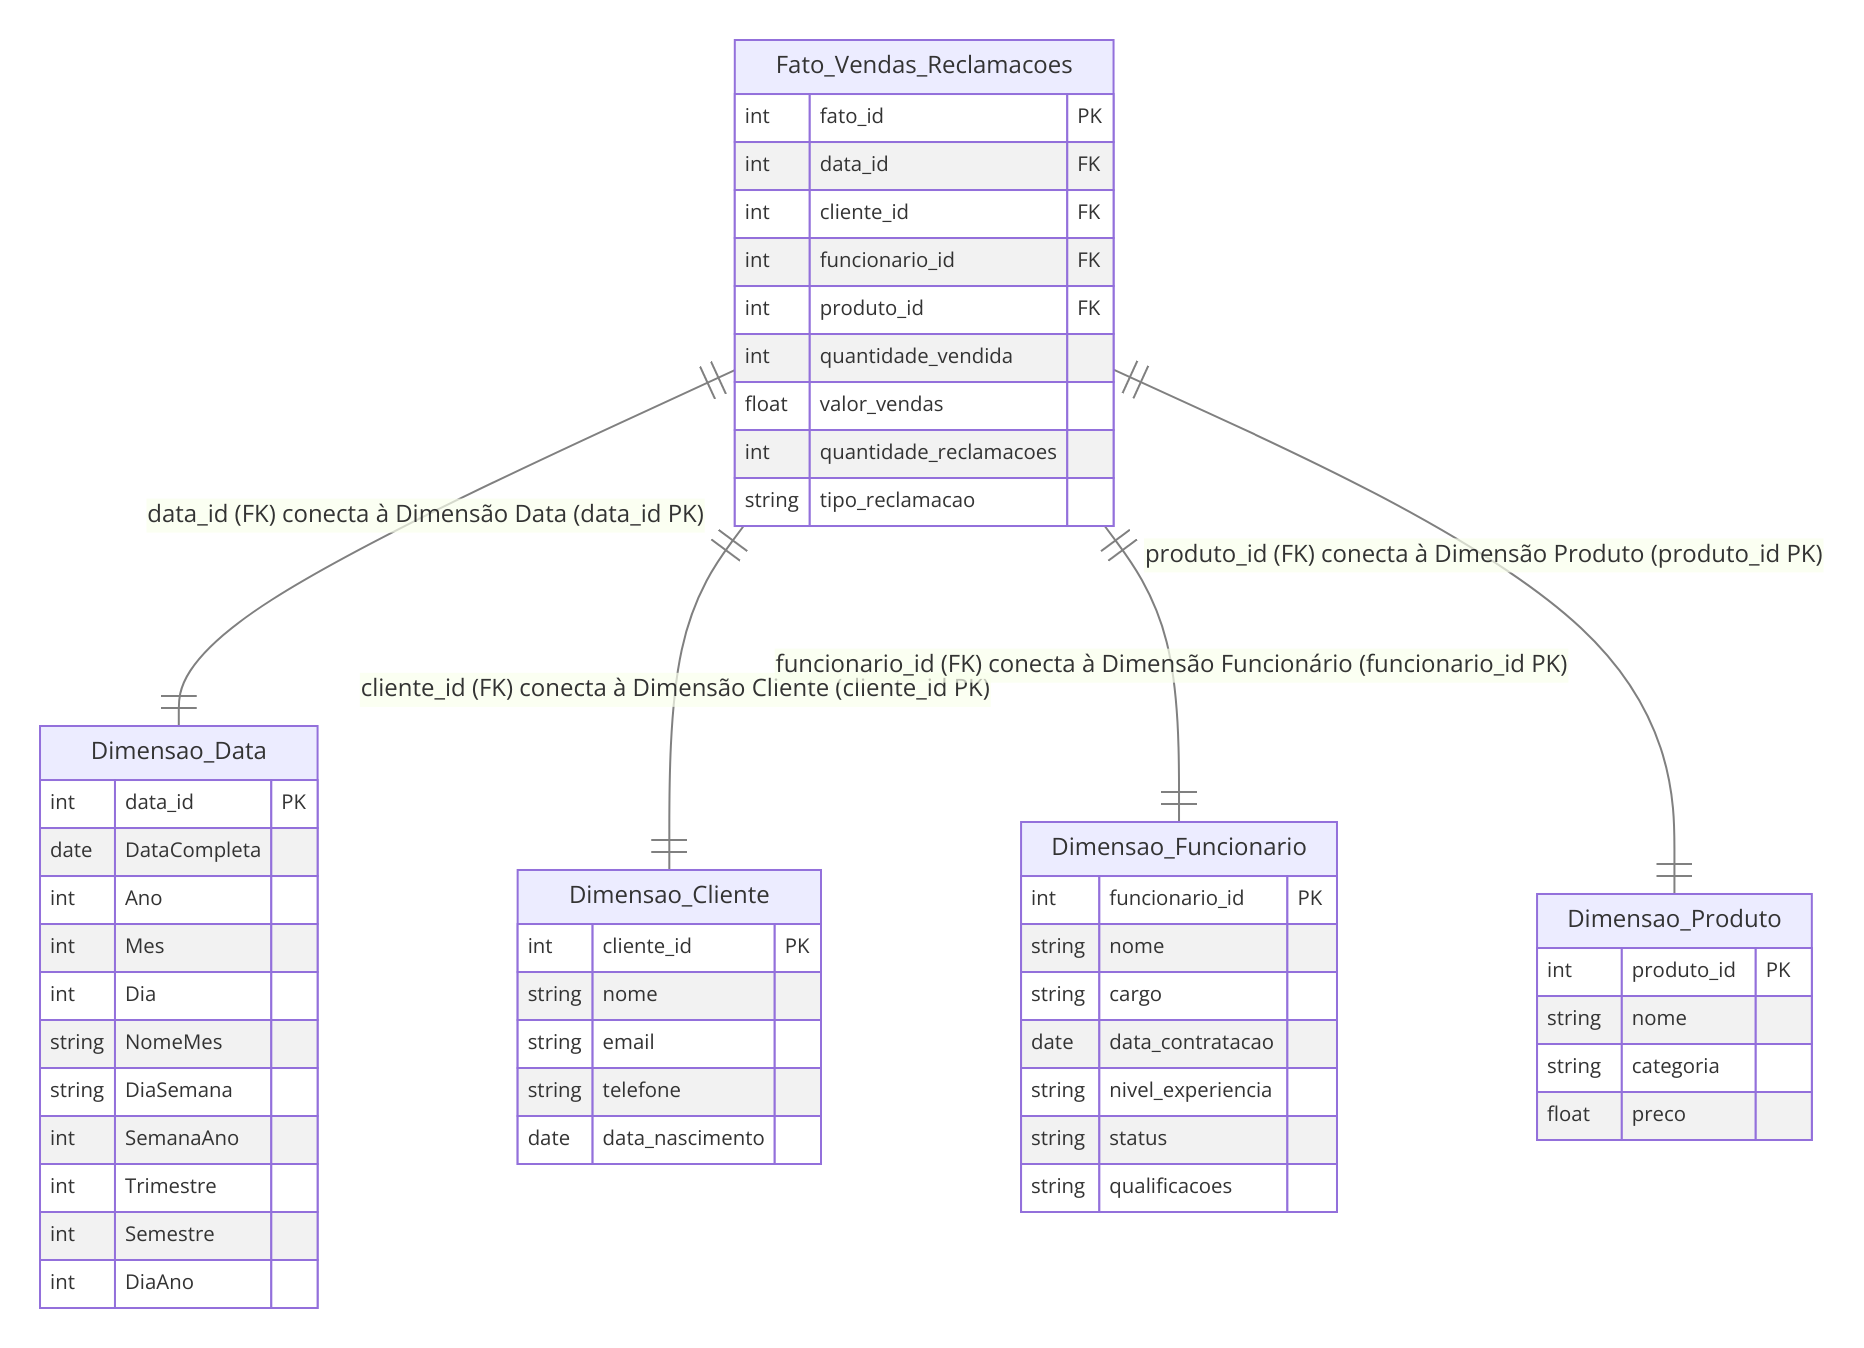 Fato_Vendas_Reclamacoes
int fato_id PK
int data_id FK
int cliente_id FK
int funcionario_id FK
int produto_id FK
int quantidade_vendida
float valor_vendas
int quantidade_reclamacoes
string tipo_reclamacao
data_id (FK) conecta à Dimensão Data (data_id PK)
produto_id (FK) conecta à Dimensão Produto (produto_id PK)
funcionario_id (FK) conecta à Dimensão Funcionário (funcionario_id PK)
cliente_id (FK) conecta à Dimensão Cliente (cliente_id PK)
Dimensao_Data
int data_id PK
date DataCompleta
int Ano
int Mes
int Dia
string NomeMes
string DiaSemana
int SemanaAno
int Trimestre
int Semestre
int DiaAno
Dimensao_Cliente
int cliente_id PK
string nome
string email
string telefone
date data_nascimento
Dimensao_Funcionario
int funcionario_id PK
string nome
string cargo
date data_contratacao
string nivel_experiencia
string status
string qualificacoes
Dimensao_Produto
int produto_id PK
string nome
string categoria
float preco